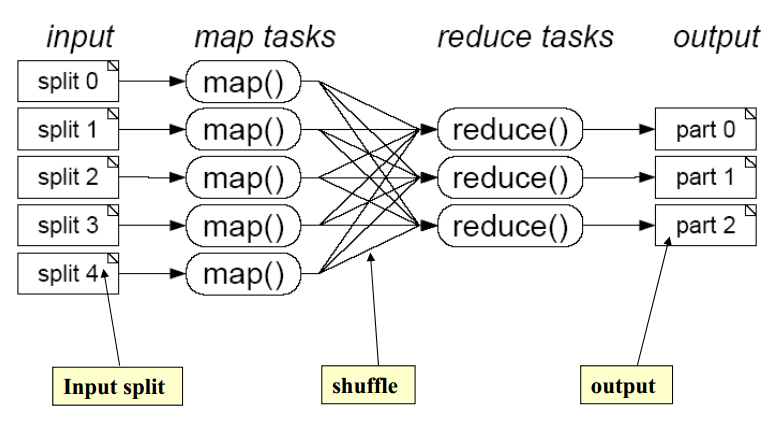 input map tasks reduce tasks output
split 0 map()
split 1 map() reduce() part 0
split 2 map() reduce() part 1
split 3 map() reduce() part 2
split 4 map()
Input split shuffle output